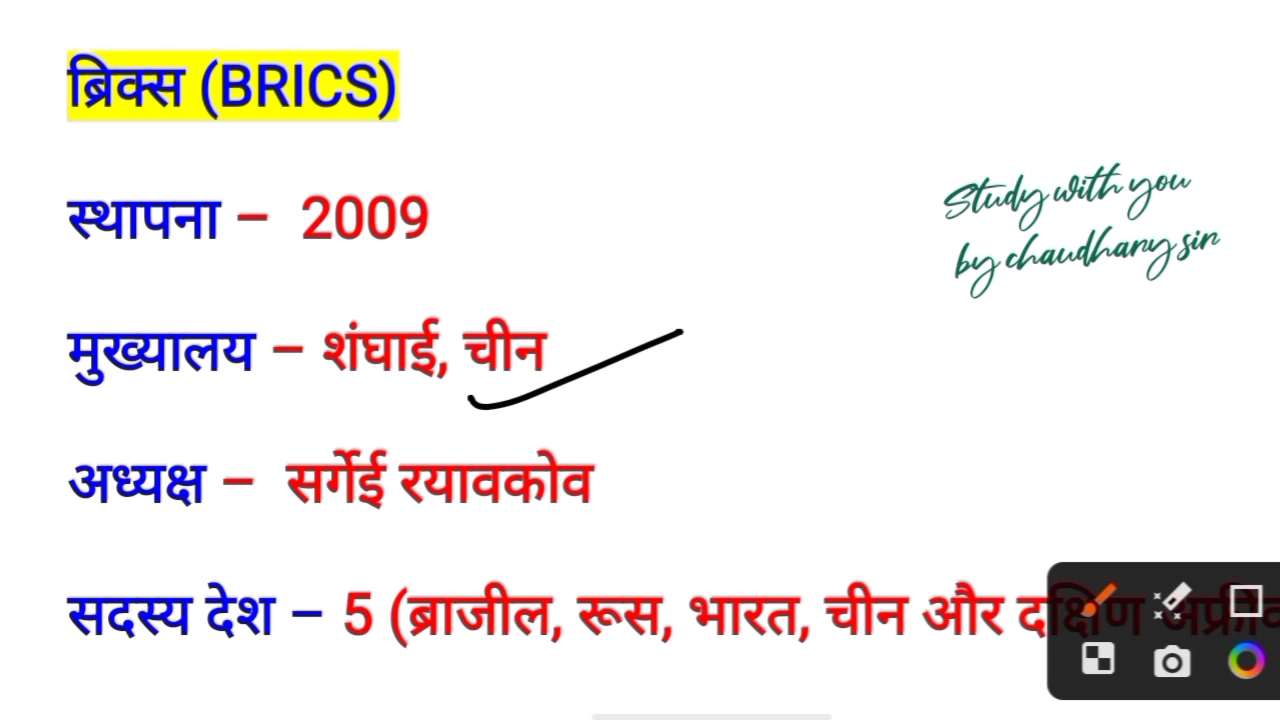 ब्रिक्स (BRICS)
स्थापना – 2009
Study with you
by chaudhary sir
मुख्यालय – शंघाई, चीन
अध्यक्ष – सर्गेई रयावकोव
सदस्य देश – 5 (ब्राजील, रूस, भारत, चीन और दक्षिण